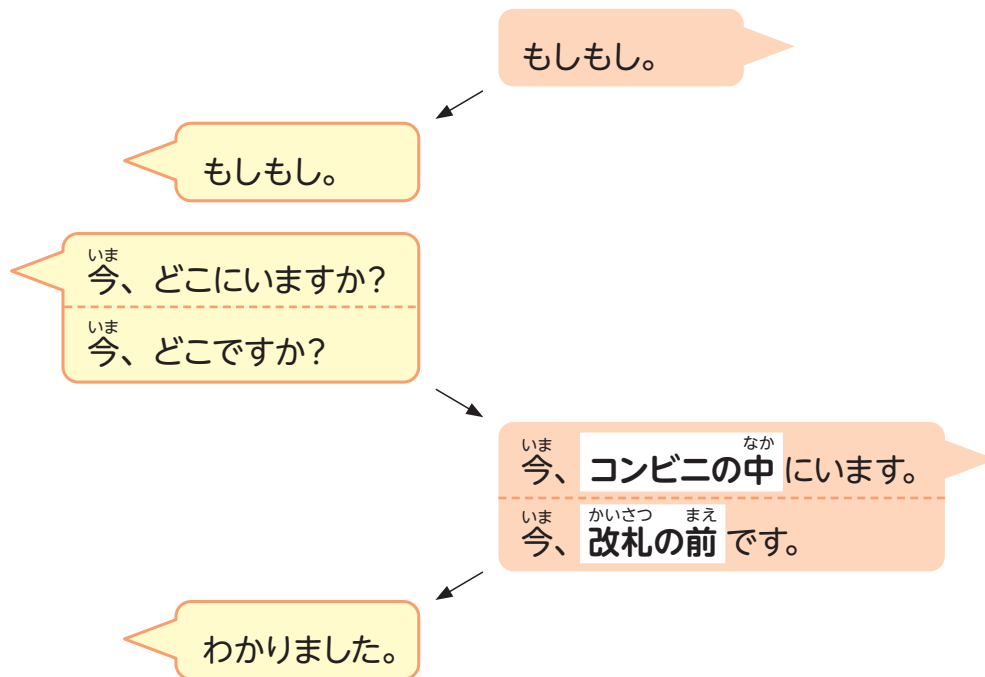 もしもし。
もしもし。
いま
今、どこにいますか?
いま
今、どこですか?
いま なか
今、コンビニの中にいます。
いま かいさつ まえ
今、改札の前です。
わかりました。